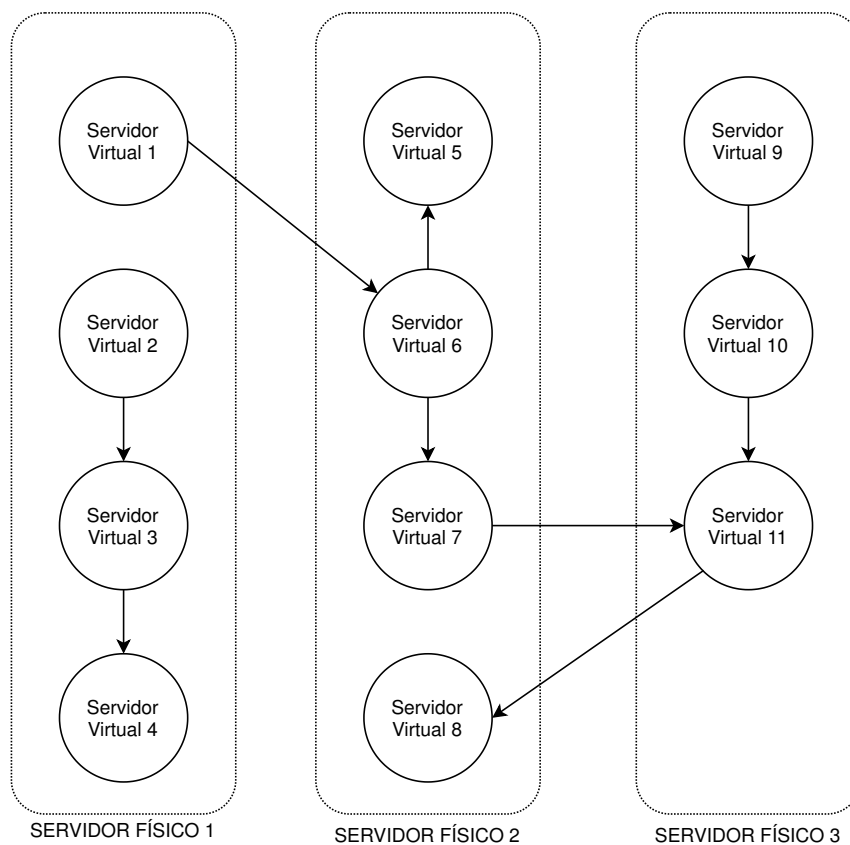 Servidor
Virtual 1
Servidor
Virtual 2
Servidor
Virtual 3
Servidor
Virtual 4
SERVIDOR FÍSICO 1
Servidor
Virtual 5
Servidor
Virtual 6
Servidor
Virtual 7
Servidor
Virtual 8
SERVIDOR FÍSICO 2
Servidor
Virtual 9
Servidor
Virtual 10
Servidor
Virtual 11
SERVIDOR FÍSICO 3